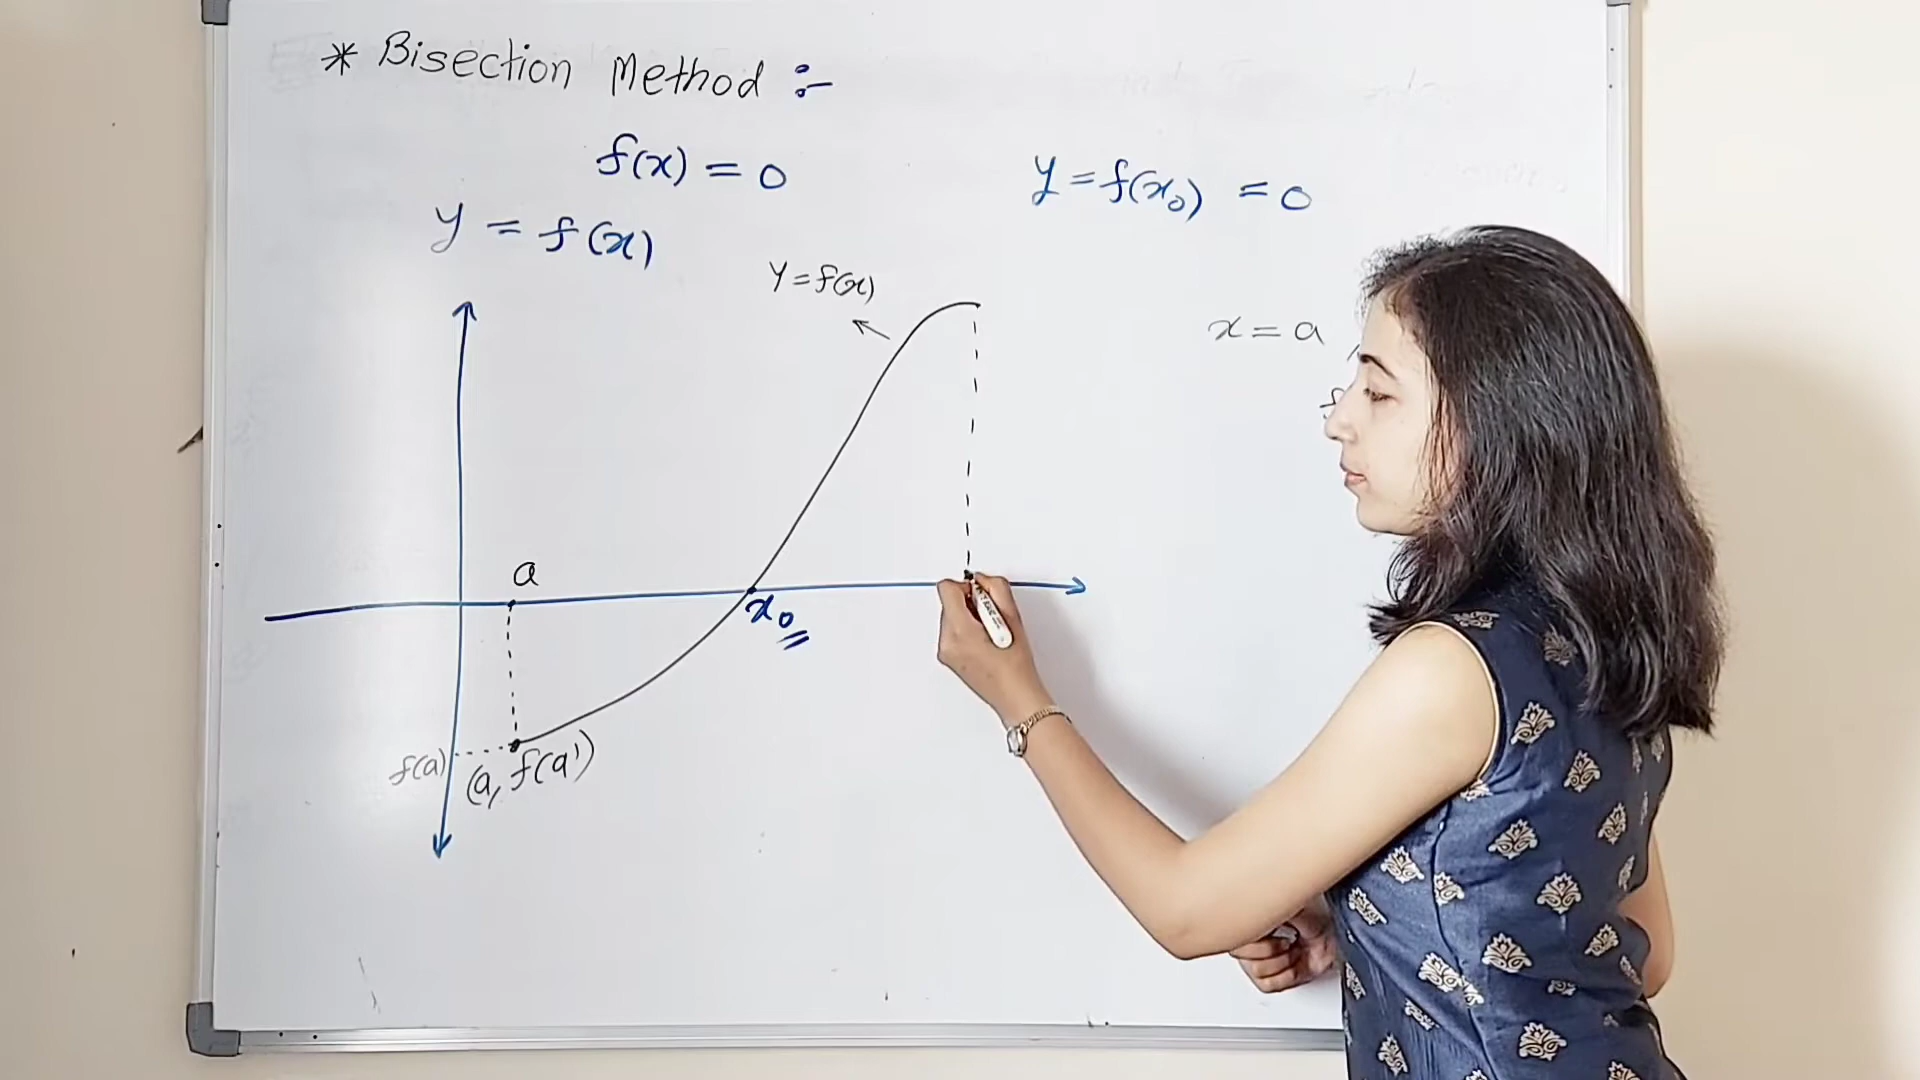 * Bisection Method :-
f(x) = 0
y = f(x₀) = 0
y = f(x)
y = f(x)
x = a
a
x₀
f(a)
(a, f(a))